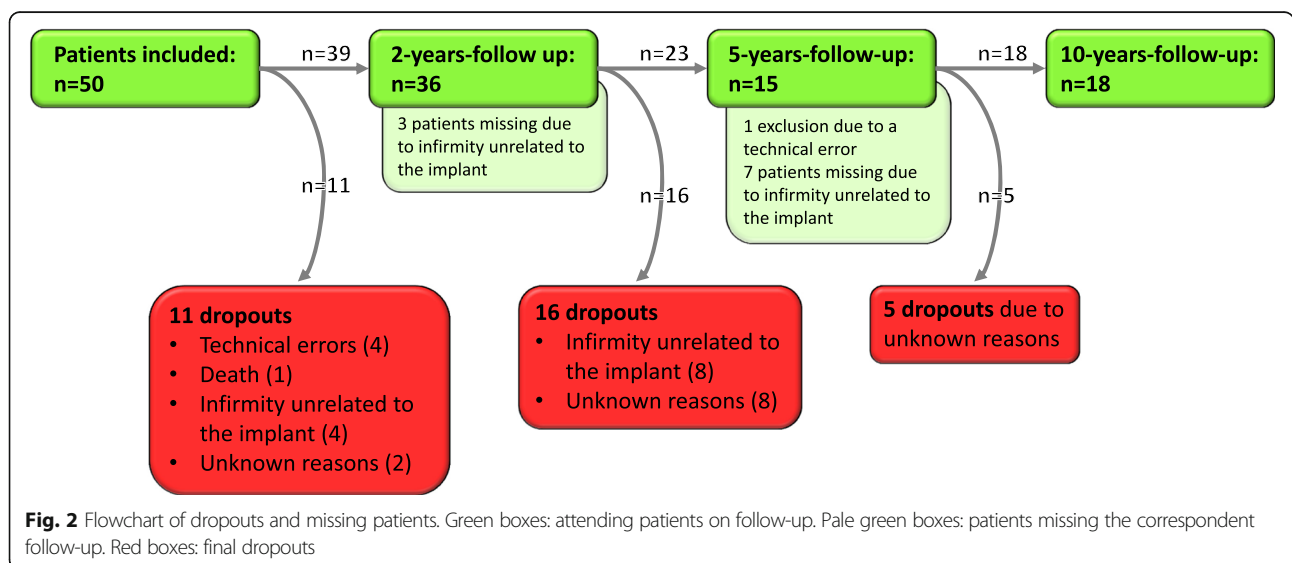 Patients included:
n=50
n=39
2-years-follow up:
n=36
n=23
5-years-follow-up:
n=15
n=18
10-years-follow-up:
n=18
3 patients missing due
to infirmity unrelated to
the implant
1 exclusion due to a
technical error
7 patients missing due
to infirmity unrelated to
the implant
n=11
n=16
n=5
11 dropouts
• Technical errors (4)
• Death (1)
• Infirmity unrelated to
the implant (4)
• Unknown reasons (2)
16 dropouts
• Infirmity unrelated to
the implant (8)
• Unknown reasons (8)
5 dropouts due to
unknown reasons
Fig. 2 Flowchart of dropouts and missing patients. Green boxes: attending patients on follow-up. Pale green boxes: patients missing the correspondent
follow-up. Red boxes: final dropouts